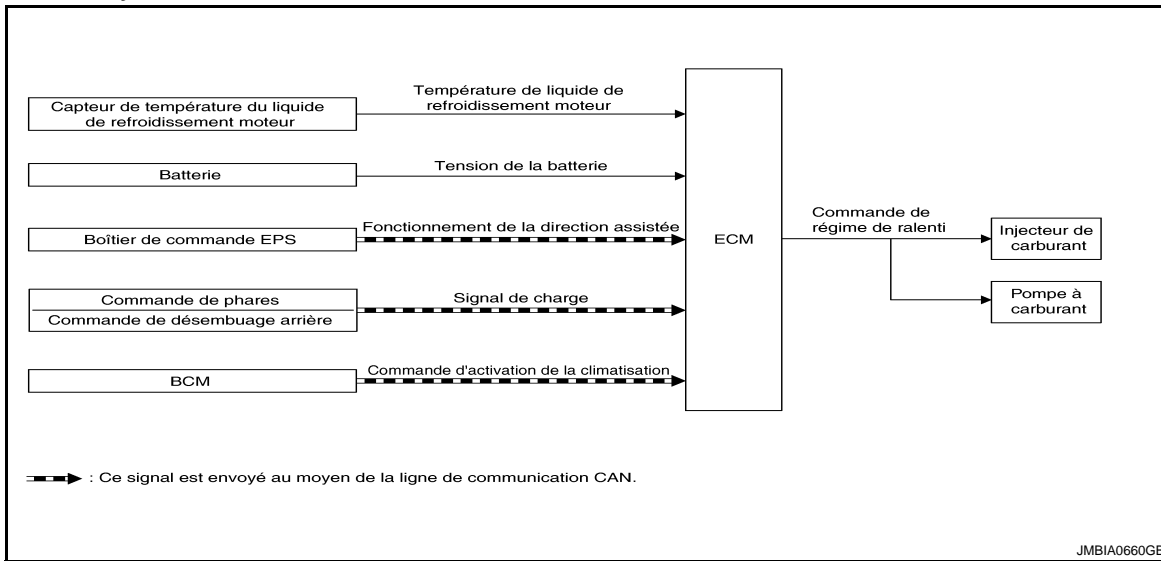 Capteur de température du liquide
de refroidissement moteur
Température de liquide de
refroidissement moteur
Batterie
Tension de la batterie
Boîtier de commande EPS
Fonctionnement de la direction assistée
ECM
Commande de
régime de ralenti
Injecteur de
carburant
Pompe à
carburant
Commande de phares
Commande de désembuage arrière
Signal de charge
BCM
Commande d'activation de la climatisation
: Ce signal est envoyé au moyen de la ligne de communication CAN.